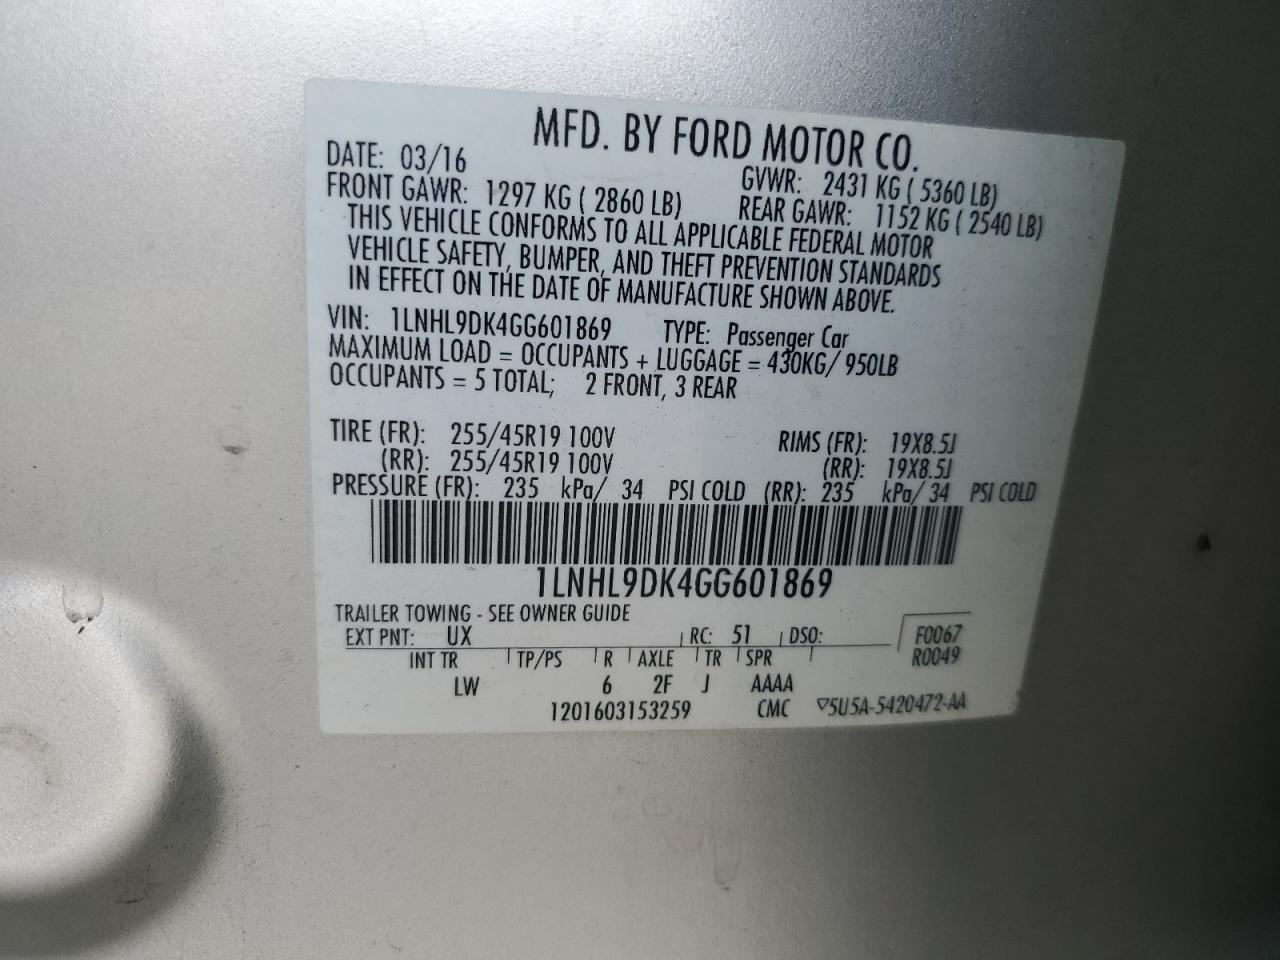 MFD. BY FORD MOTOR CO.
DATE: 03/16 GVWR: 2431 KG ( 5360 LB)
FRONT GAWR: 1297 KG ( 2860 LB) REAR GAWR: 1152 KG ( 2540 LB)
THIS VEHICLE CONFORMS TO ALL APPLICABLE FEDERAL MOTOR
VEHICLE SAFETY, BUMPER, AND THEFT PREVENTION STANDARDS
IN EFFECT ON THE DATE OF MANUFACTURE SHOWN ABOVE.
VIN: 1LNHL9DK4GG601869 TYPE: Passenger Car
MAXIMUM LOAD = OCCUPANTS + LUGGAGE = 430KG/ 950LB
OCCUPANTS = 5 TOTAL; 2 FRONT, 3 REAR
TIRE (FR): 255/45R19 100V RIMS (FR): 19X8.5J
(RR): 255/45R19 100V (RR): 19X8.5J
PRESSURE (FR): 235 kPa/ 34 PSI COLD (RR): 235 kPa/ 34 PSI COLD
1LNHL9DK4GG601869
TRAILER TOWING - SEE OWNER GUIDE
EXT PNT: UX RC: 51 DSO: F0067
INT TR TP/PS R AXLE TR SPR R0049
LW 6 2F J AAAA
1201603153259 CMC ▽5U5A-5420472-AA